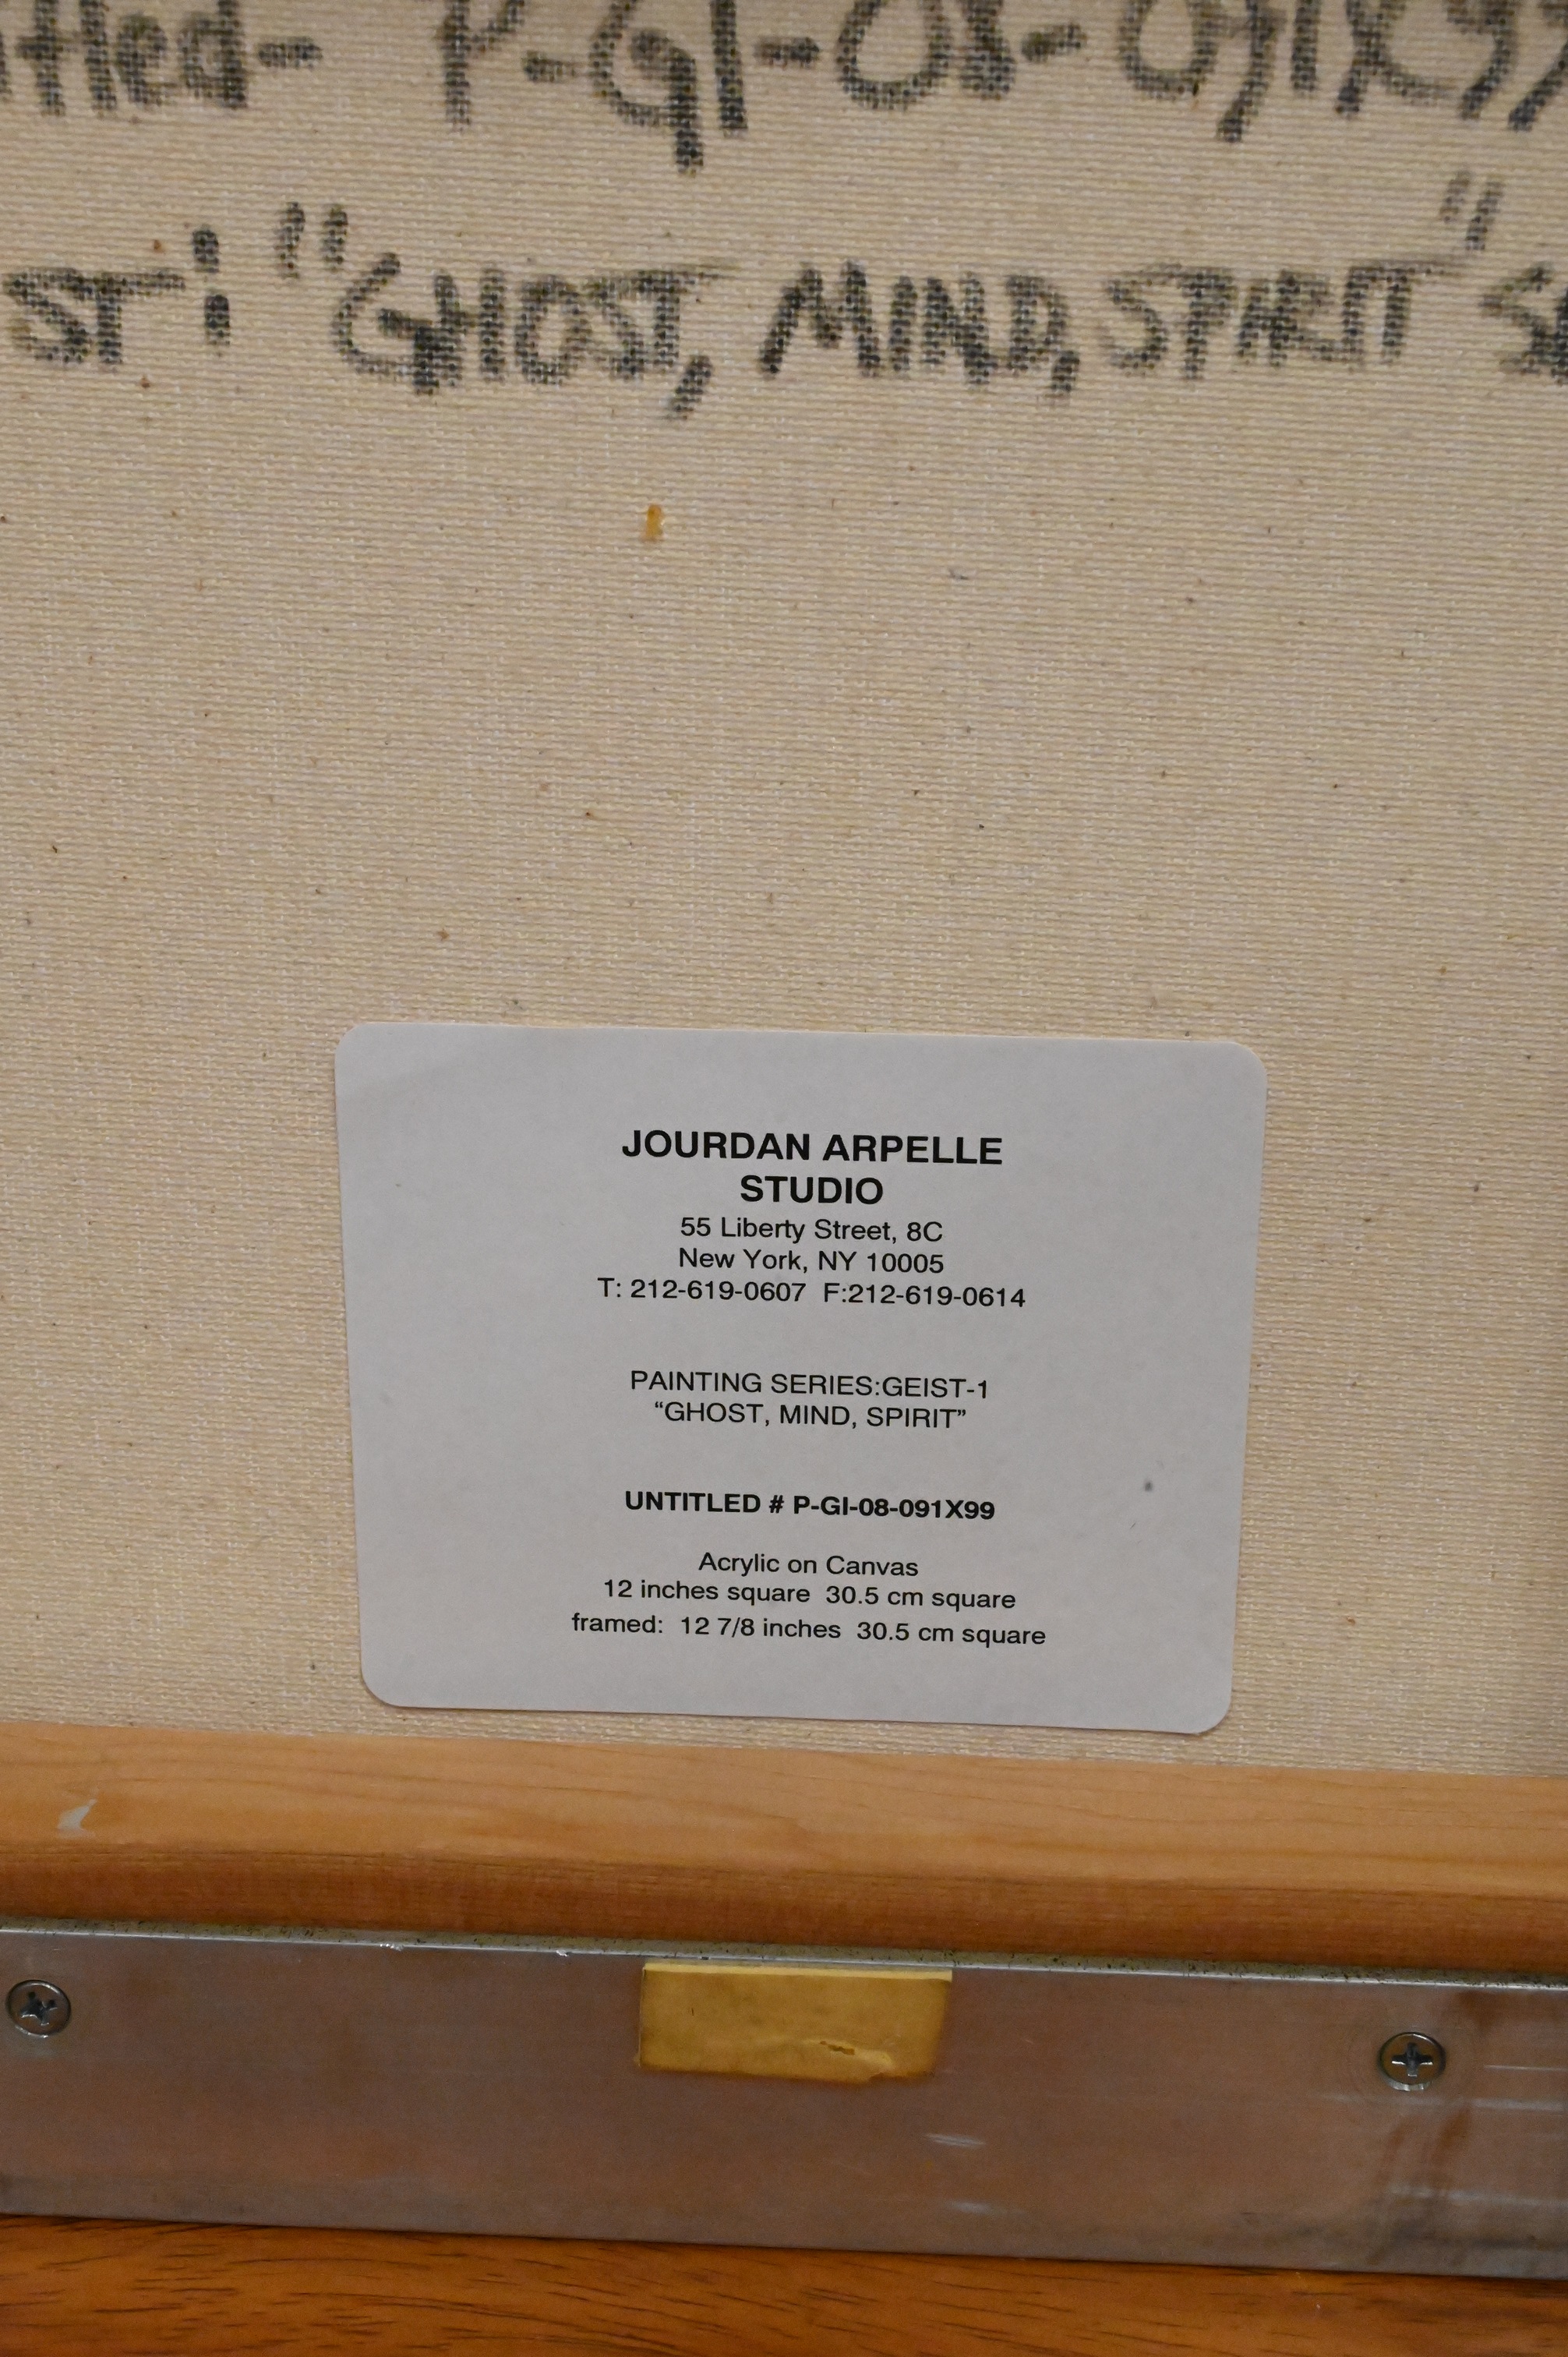 P-GI-08-091X99
"GHOST, MIND, SPIRIT"
JOURDAN ARPELLE
STUDIO
55 Liberty Street, 8C
New York, NY 10005
T: 212-619-0607  F:212-619-0614
PAINTING SERIES:GEIST-1
“GHOST, MIND, SPIRIT”
UNTITLED # P-GI-08-091X99
Acrylic on Canvas
12 inches square  30.5 cm square
framed:  12 7/8 inches  30.5 cm square